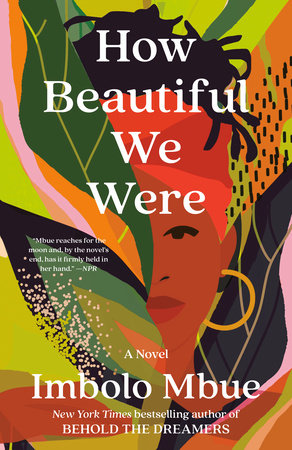 How
Beautiful
We
Were
"Mbue reaches for the
moon and, by the novel's
end, has it firmly held in
her hand." —NPR
A Novel
Imbolo Mbue
New York Times bestselling author of
BEHOLD THE DREAMERS